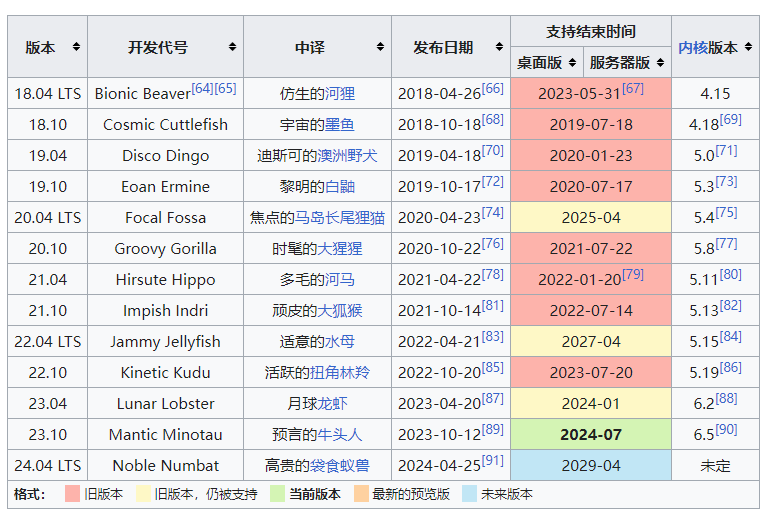 版本 开发代号 中译 发布日期 支持结束时间 内核版本
桌面版 服务器版
18.04 LTS Bionic Beaver[64][65] 仿生的河狸 2018-04-26[66] 2023-05-31[67] 4.15
18.10 Cosmic Cuttlefish 宇宙的墨鱼 2018-10-18[68] 2019-07-18 4.18[69]
19.04 Disco Dingo 迪斯可的澳洲野犬 2019-04-18[70] 2020-01-23 5.0[71]
19.10 Eoan Ermine 黎明的白鼬 2019-10-17[72] 2020-07-17 5.3[73]
20.04 LTS Focal Fossa 焦点的马岛长尾狸猫 2020-04-23[74] 2025-04 5.4[75]
20.10 Groovy Gorilla 时髦的大猩猩 2020-10-22[76] 2021-07-22 5.8[77]
21.04 Hirsute Hippo 多毛的河马 2021-04-22[78] 2022-01-20[79] 5.11[80]
21.10 Impish Indri 顽皮的大狐猴 2021-10-14[81] 2022-07-14 5.13[82]
22.04 LTS Jammy Jellyfish 适意的水母 2022-04-21[83] 2027-04 5.15[84]
22.10 Kinetic Kudu 活跃的扭角林羚 2022-10-20[85] 2023-07-20 5.19[86]
23.04 Lunar Lobster 月球龙虾 2023-04-20[87] 2024-01 6.2[88]
23.10 Mantic Minotau 预言的牛头人 2023-10-12[89] 2024-07 6.5[90]
24.04 LTS Noble Numbat 高贵的袋食蚁兽 2024-04-25[91] 2029-04 未定
格式： 旧版本 旧版本，仍被支持 当前版本 最新的预览版 未来版本